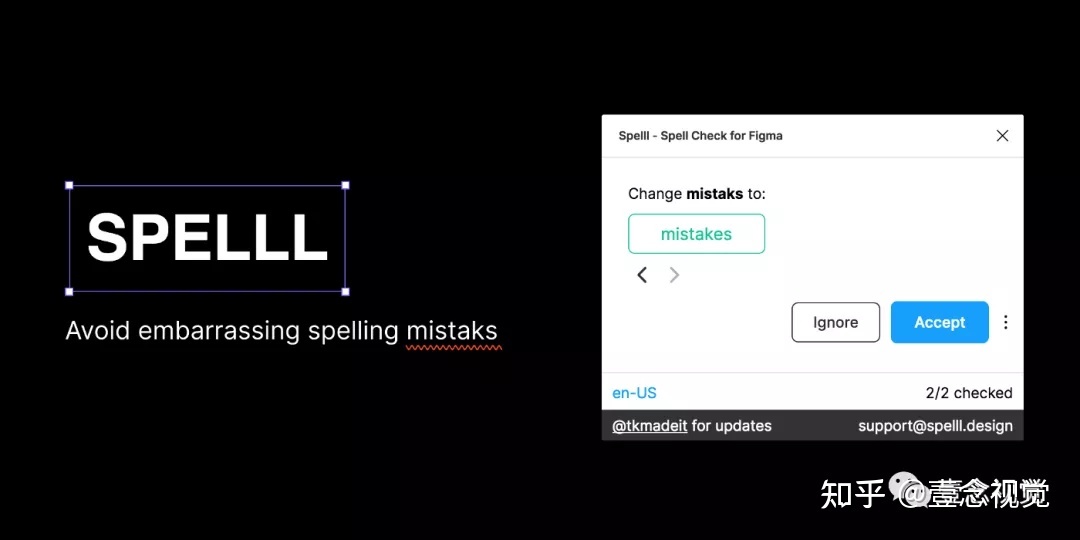 SPELLL
Avoid embarrassing spelling mistaks
Spelll - Spell Check for Figma
Change mistaks to:
mistakes
Ignore
Accept
en-US
2/2 checked
@tkmadeit for updates
support@spelll.design
知乎 @壹念视觉